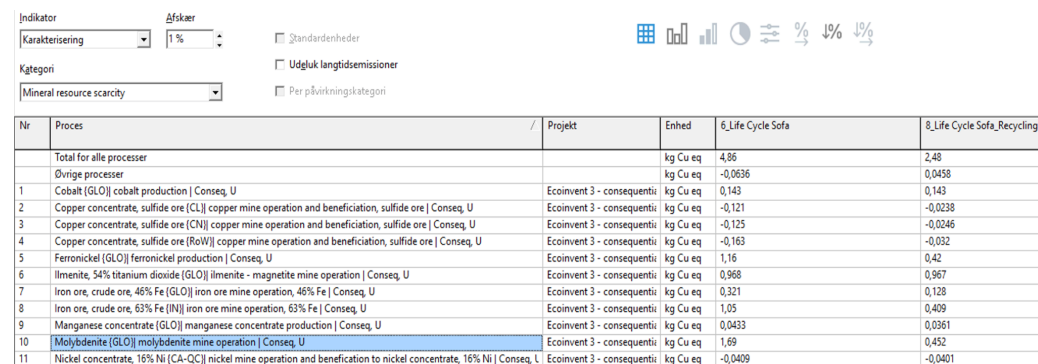 Indikator Afskær
Karakterisering 1 % Standardenheder
Kategori Udeluk langtidsemissioner
Mineral resource scarcity Per påvirkningskategori
Nr Proces / Projekt Enhed 6_Life Cycle Sofa 8_Life Cycle Sofa_Recycling
Total for alle processer kg Cu eq 4,86 2,48
Øvrige processer kg Cu eq -0,0636 0,0458
1 Cobalt {GLO}| cobalt production | Conseq, U Ecoinvent 3 - consequentia kg Cu eq 0,143 0,143
2 Copper concentrate, sulfide ore {CL}| copper mine operation and beneficiation, sulfide ore | Conseq, U Ecoinvent 3 - consequentia kg Cu eq -0,121 -0,0238
3 Copper concentrate, sulfide ore {CN}| copper mine operation and beneficiation, sulfide ore | Conseq, U Ecoinvent 3 - consequentia kg Cu eq -0,125 -0,0246
4 Copper concentrate, sulfide ore {RoW}| copper mine operation and beneficiation, sulfide ore | Conseq, U Ecoinvent 3 - consequentia kg Cu eq -0,163 -0,032
5 Ferronickel {GLO}| ferronickel production | Conseq, U Ecoinvent 3 - consequentia kg Cu eq 1,16 0,42
6 Ilmenite, 54% titanium dioxide {GLO}| ilmenite - magnetite mine operation | Conseq, U Ecoinvent 3 - consequentia kg Cu eq 0,968 0,967
7 Iron ore, crude ore, 46% Fe {GLO}| iron ore mine operation, 46% Fe | Conseq, U Ecoinvent 3 - consequentia kg Cu eq 0,321 0,128
8 Iron ore, crude ore, 63% Fe {IN}| iron ore mine operation, 63% Fe | Conseq, U Ecoinvent 3 - consequentia kg Cu eq 1,05 0,409
9 Manganese concentrate {GLO}| manganese concentrate production | Conseq, U Ecoinvent 3 - consequentia kg Cu eq 0,0433 0,0361
10 Molybdenite {GLO}| molybdenite mine operation | Conseq, U Ecoinvent 3 - consequentia kg Cu eq 1,69 0,452
11 Nickel concentrate, 16% Ni {CA-QC}| nickel mine operation and benefication to nickel concentrate, 16% Ni | Conseq, U Ecoinvent 3 - consequentia kg Cu eq -0,0409 -0,0401